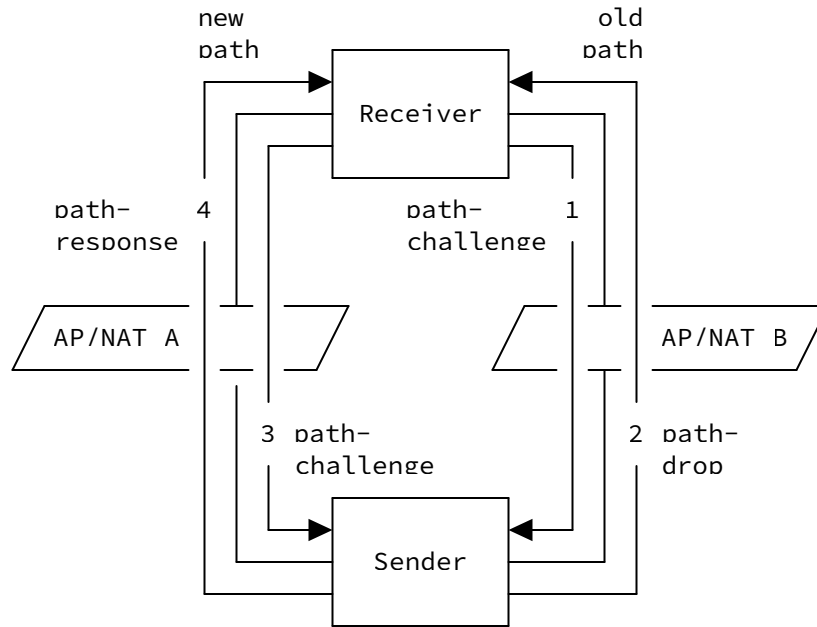 new
path
old
path
Receiver
path-
response
4
path-
challenge
1
AP/NAT A
AP/NAT B
3
path-
challenge
2
path-
drop
Sender